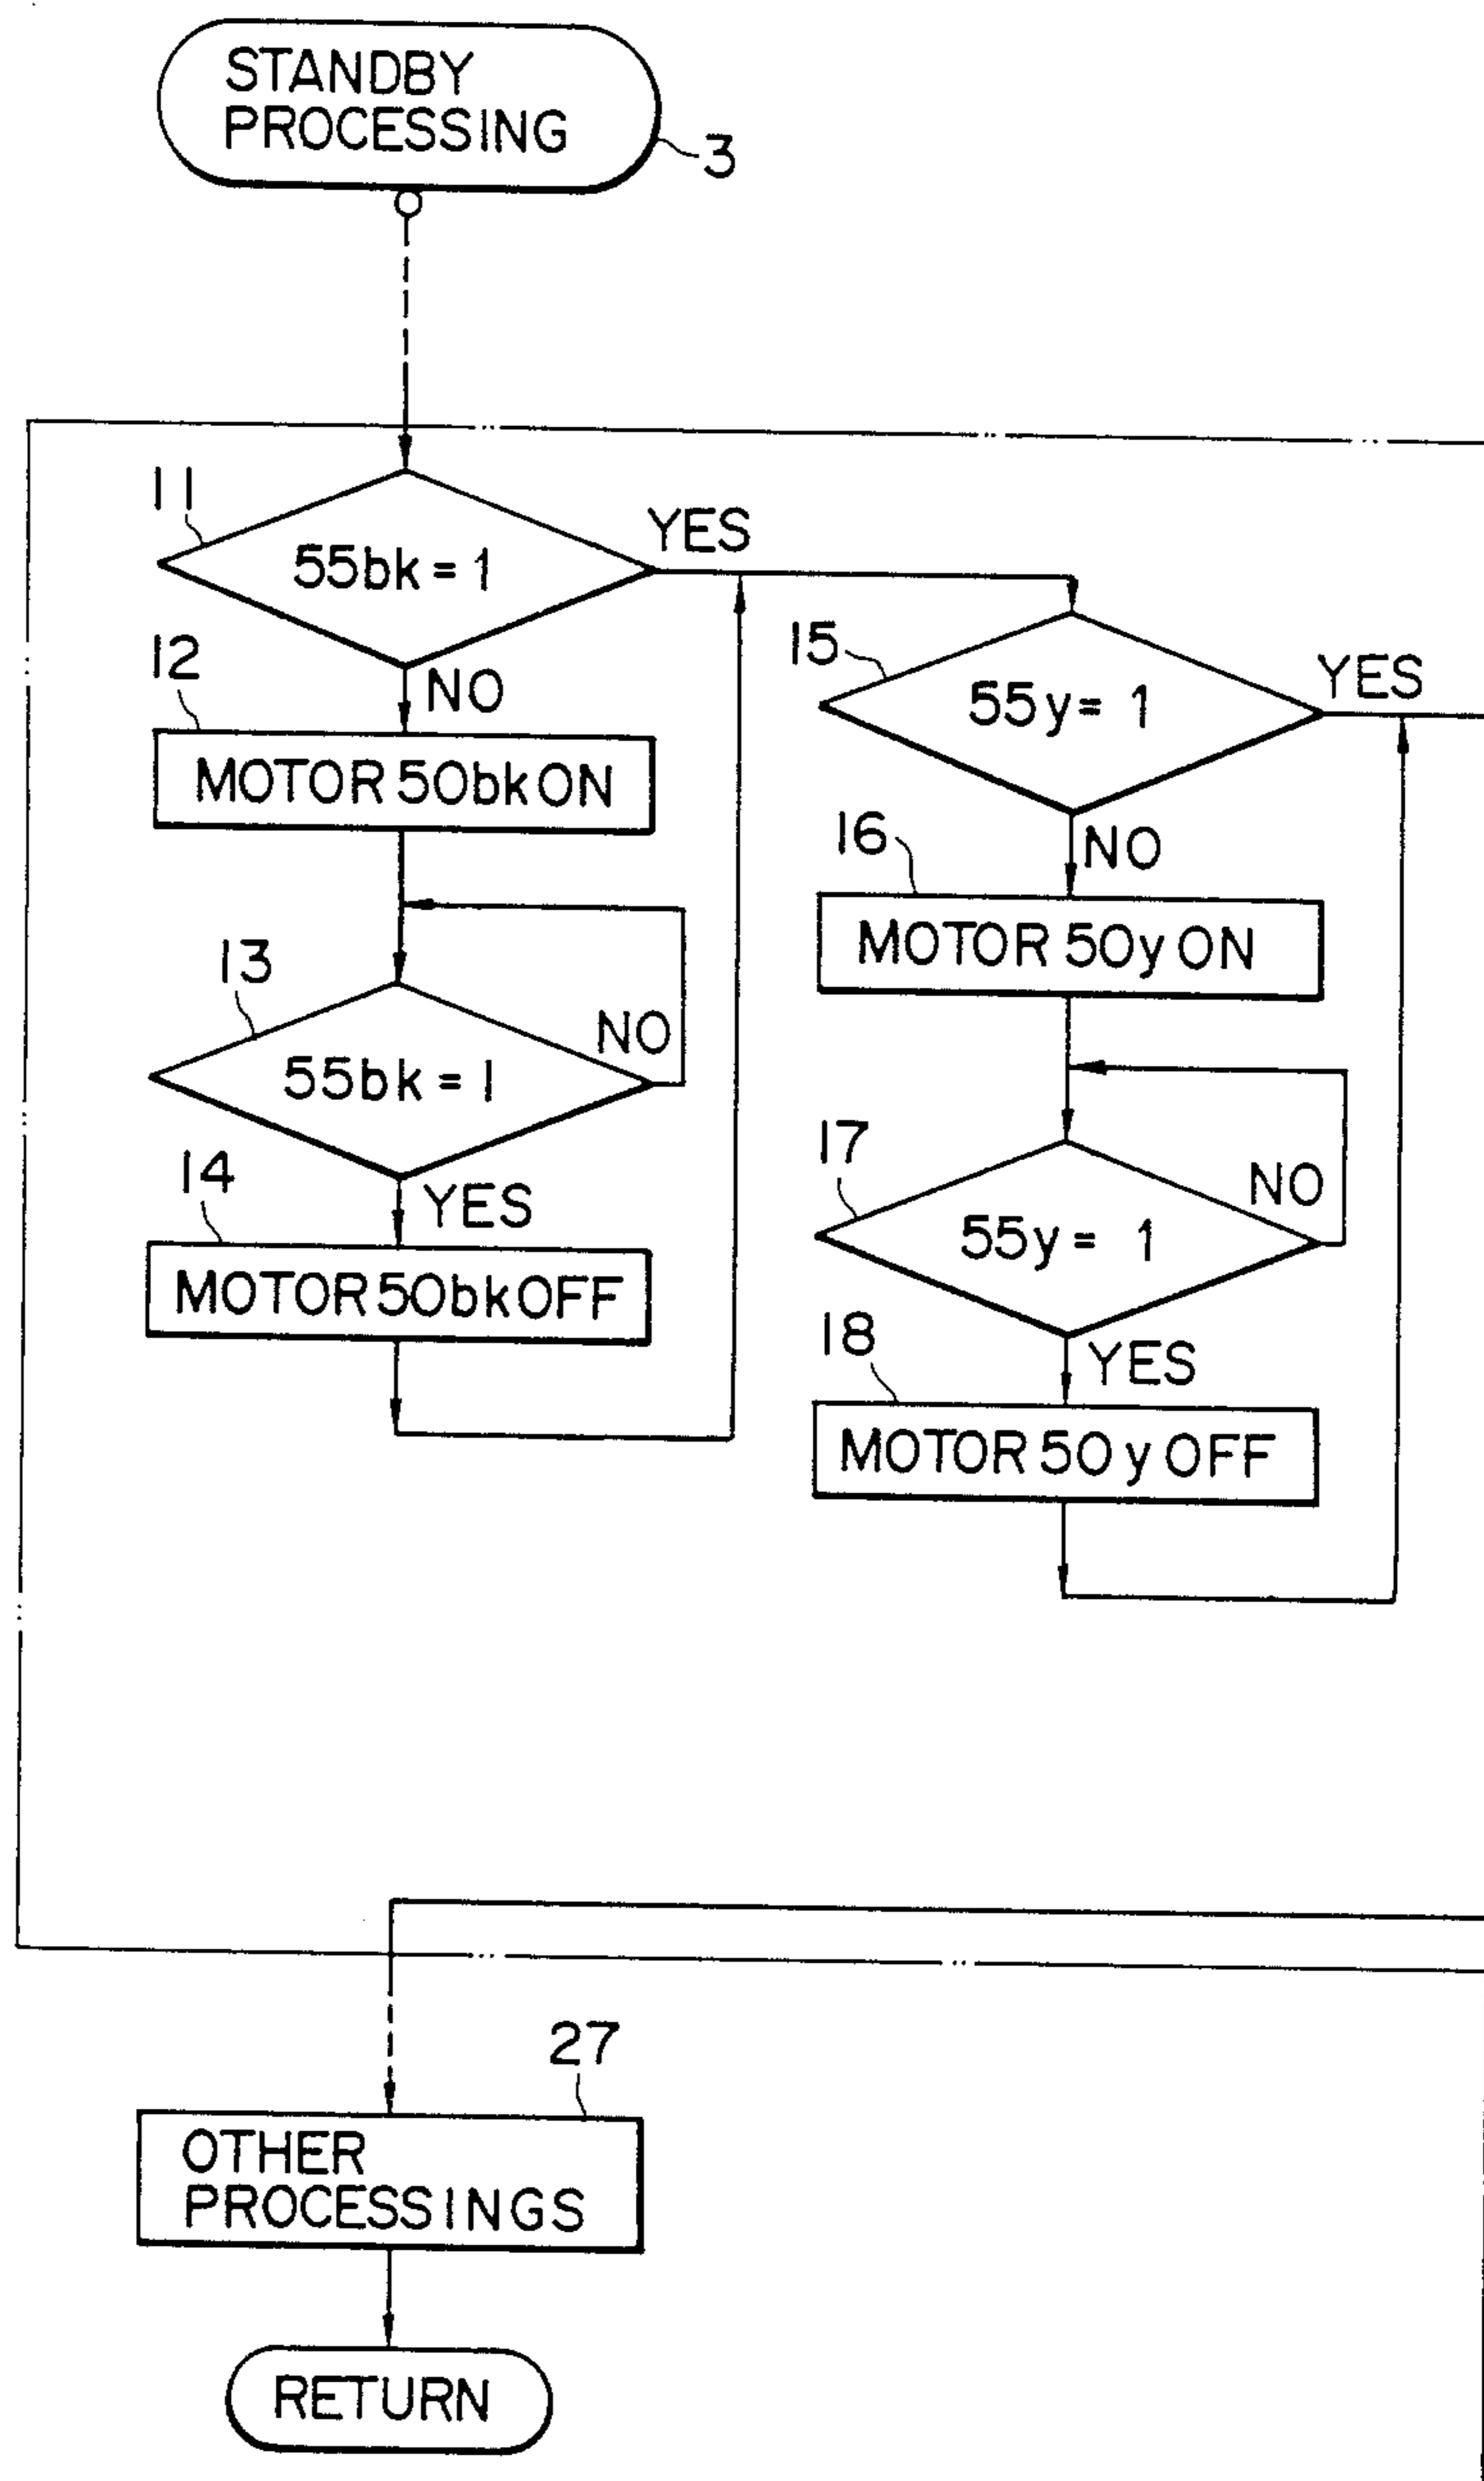 STANDBY
PROCESSING
3
11
55bk = 1
YES
12
NO
MOTOR 50bk ON
13
55bk = 1
NO
14
YES
MOTOR 50bk OFF
15
55y = 1
YES
16
NO
MOTOR 50y ON
17
55y = 1
NO
18
YES
MOTOR 50y OFF
27
OTHER
PROCESSINGS
RETURN